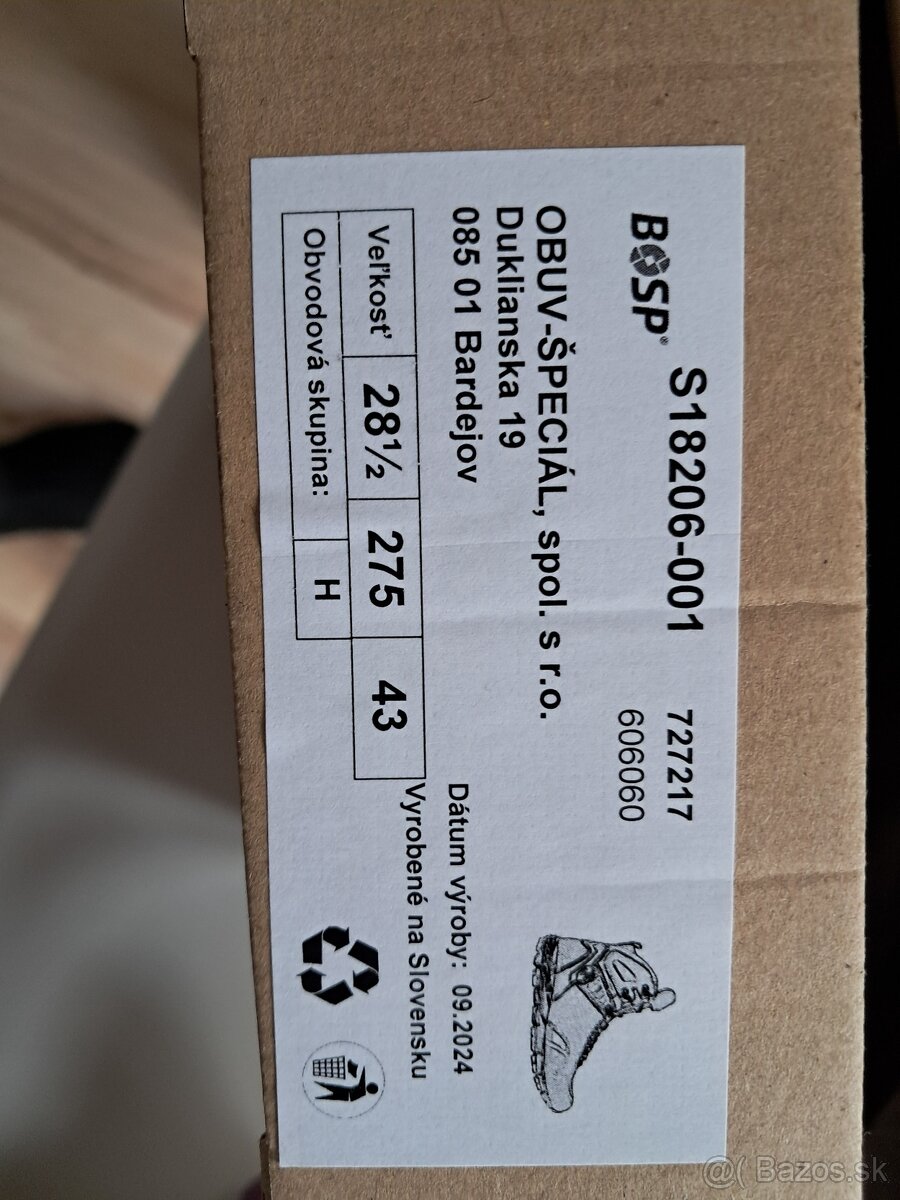 BOSP®
S18206-001
727217
606060
OBUV-ŠPECIÁL, spol. s r.o.
Duklianska 19
085 01 Bardejov
Dátum výroby: 09.2024
Vyrobené na Slovensku
Veľkosť 28½ 275 43
Obvodová skupina: H
@( Bazos.sk